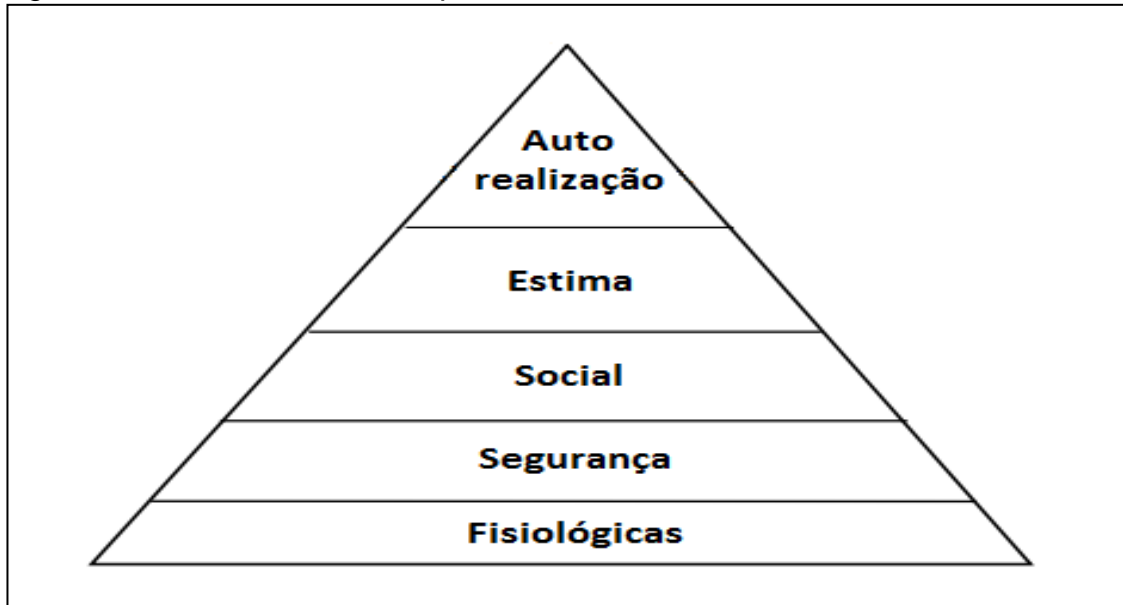 Auto
realização
Estima
Social
Segurança
Fisiológicas